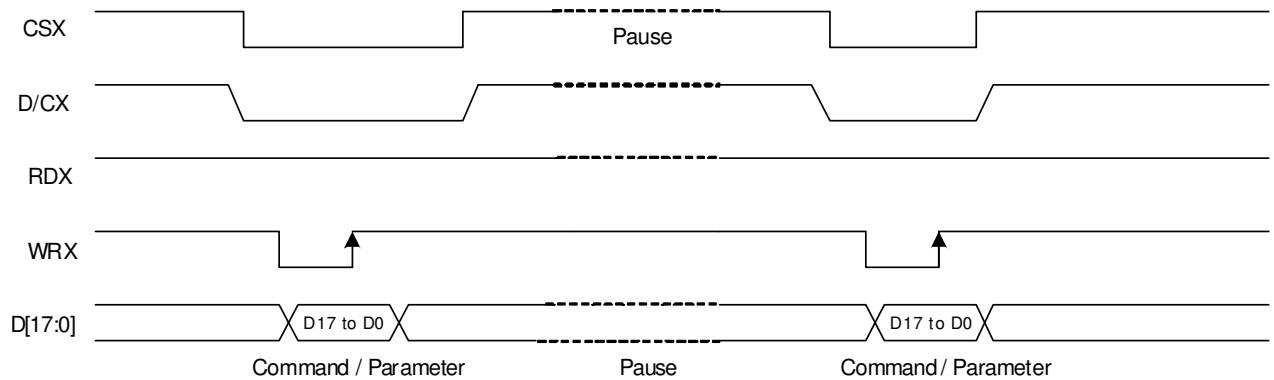 CSX
Pause
D/CX
RDX
WRX
D[17:0]
D17 to D0
D17 to D0
Command / Parameter
Pause
Command / Parameter